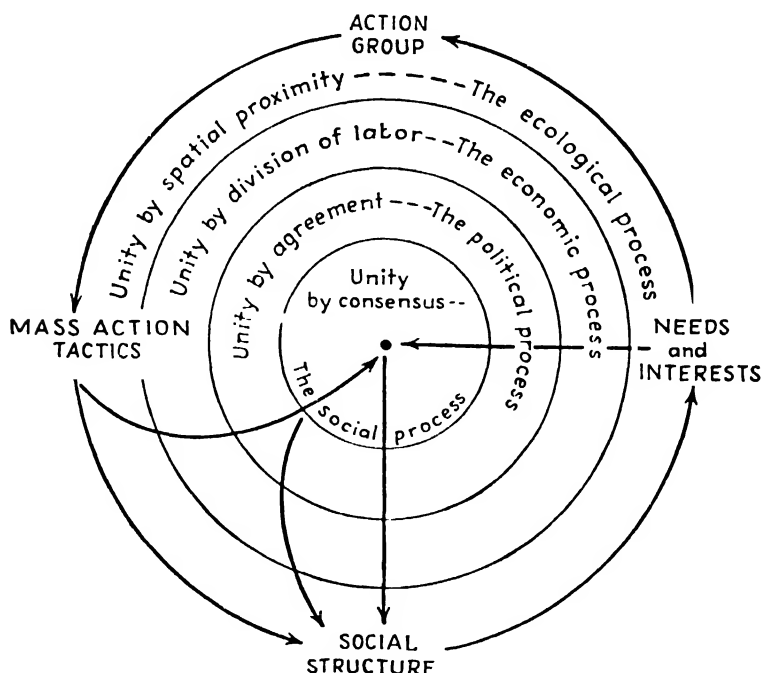 ACTION
GROUP
Unity by spatial proximity ------ The ecological process
Unity by division of labor--The economic process
Unity by agreement ---The political process
Unity
by consensus--
The social process
MASS ACTION
TACTICS
NEEDS
and
INTERESTS
SOCIAL
STRUCTURE